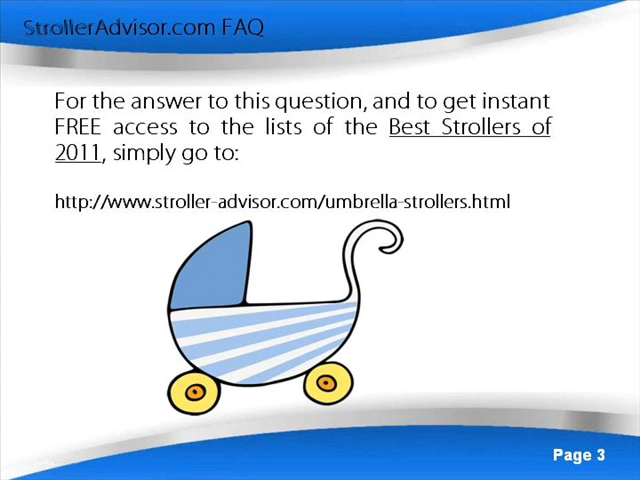 StrollerAdvisor.com FAQ
For the answer to this question, and to get instant
FREE access to the lists of the Best Strollers of
2011, simply go to:
http://www.stroller-advisor.com/umbrella-strollers.html
Page 3